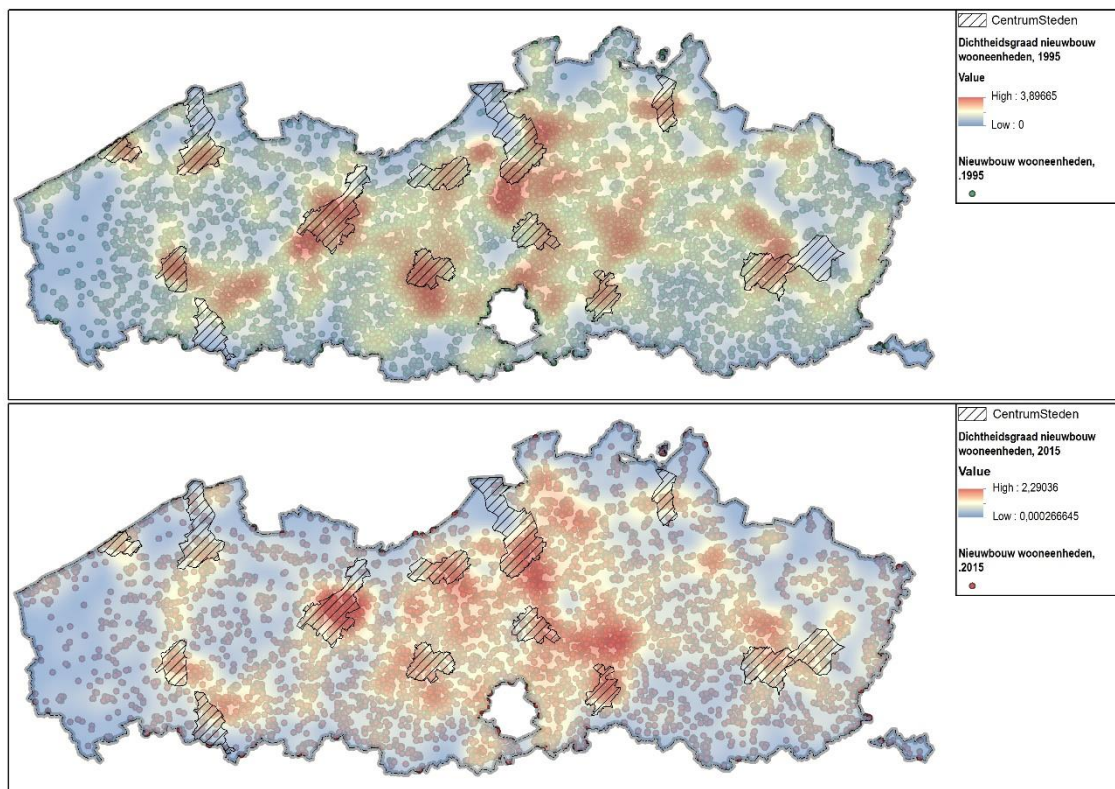 CentrumSteden
Dichtheidsgraad nieuwbouw
wooneenheden, 1995
Value
High : 3,89665
Low : 0
Nieuwbouw wooneenheden,
.1995
CentrumSteden
Dichtheidsgraad nieuwbouw
wooneenheden, 2015
Value
High : 2,29036
Low : 0,000266645
Nieuwbouw wooneenheden,
.2015